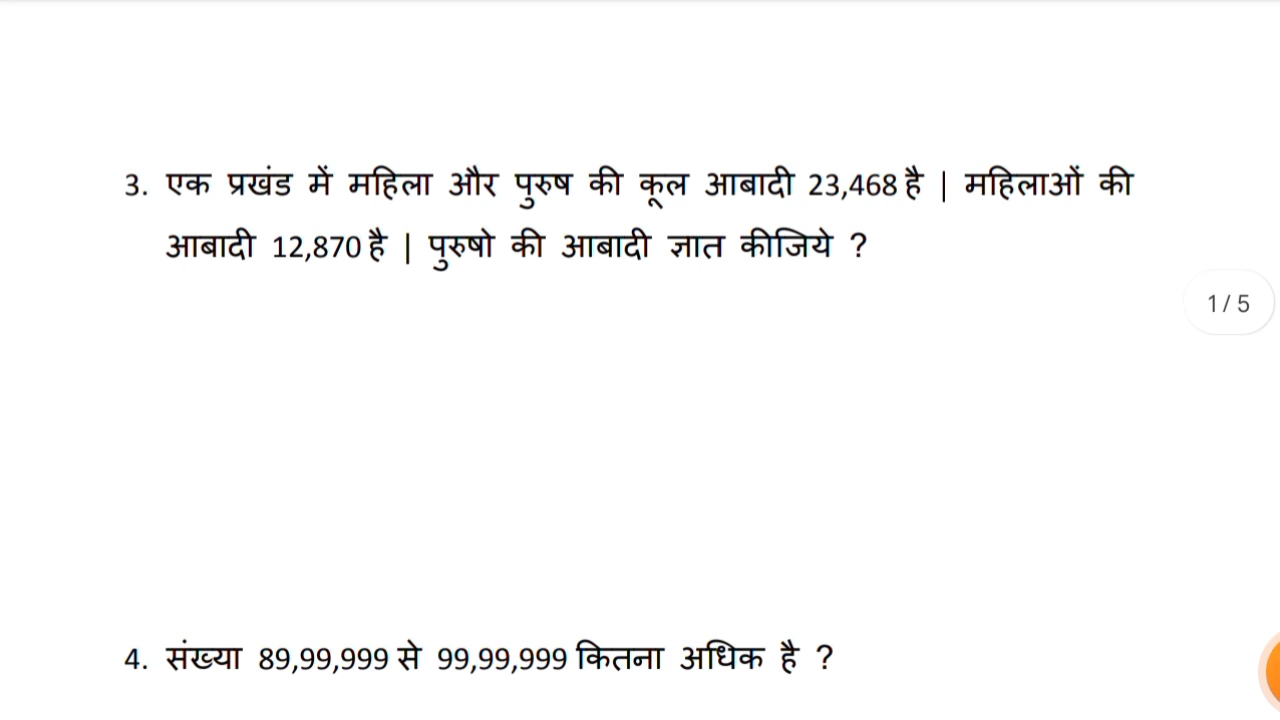 3. एक प्रखंड में महिला और पुरुष की कूल आबादी 23,468 है | महिलाओं की
आबादी 12,870 है | पुरुषो की आबादी ज्ञात कीजिये ?
1 / 5
4. संख्या 89,99,999 से 99,99,999 कितना अधिक है ?